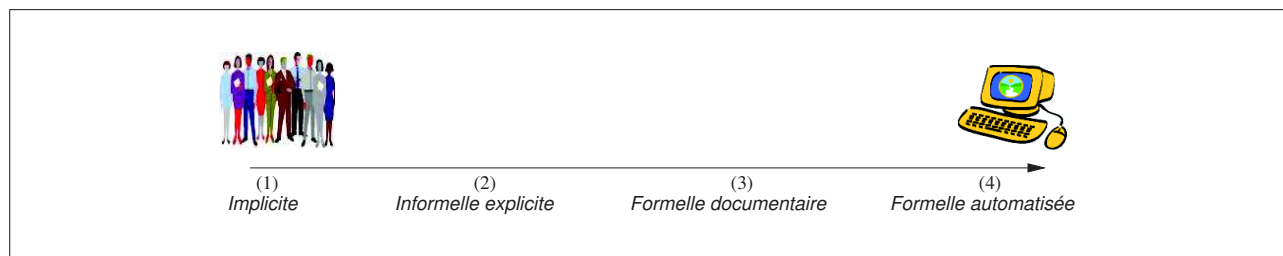 (1) (2) (3) (4)
Implicite Informelle explicite Formelle documentaire Formelle automatisée